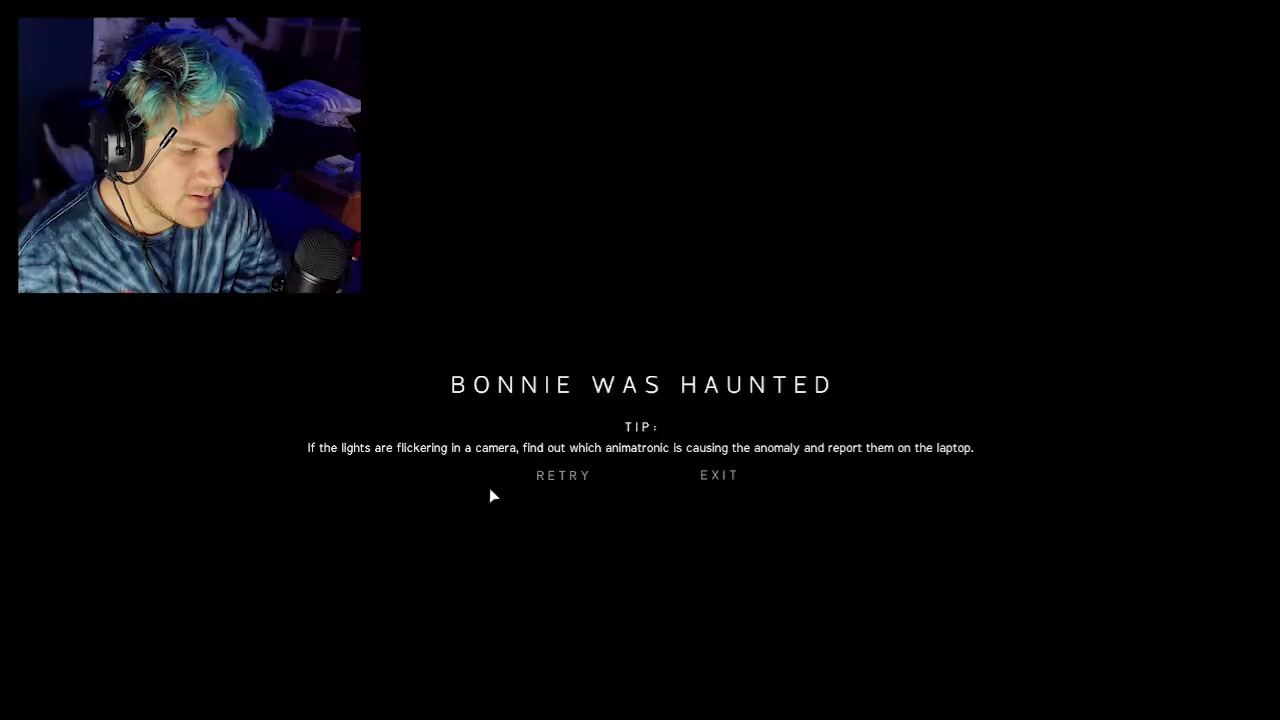 BONNIE WAS HAUNTED
TIP:
If the lights are flickering in a camera, find out which animatronic is causing the anomaly and report them on the laptop.
RETRY EXIT